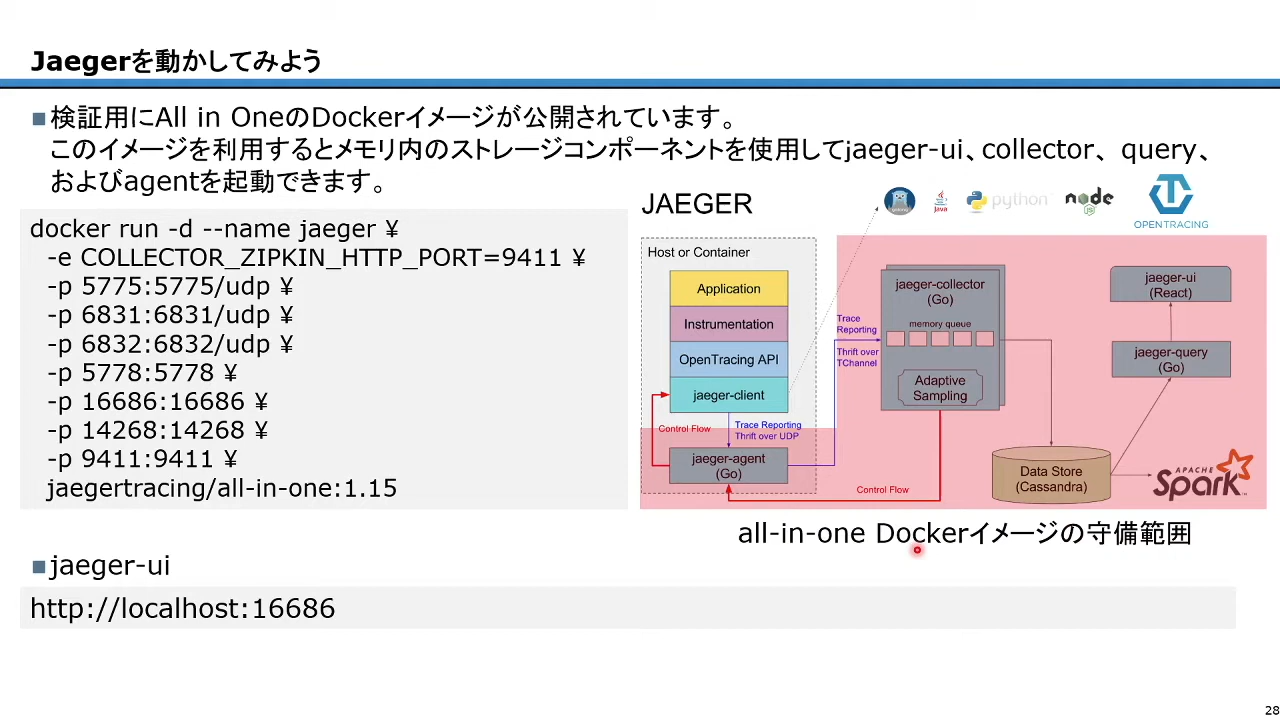 Jaegerを動かしてみよう
■検証用にAll in OneのDockerイメージが公開されています。
このイメージを利用するとメモリ内のストレージコンポーネントを使用してjaeger-ui、collector、query、
およびagentを起動できます。
docker run -d --name jaeger ¥
-e COLLECTOR_ZIPKIN_HTTP_PORT=9411 ¥
-p 5775:5775/udp ¥
-p 6831:6831/udp ¥
-p 6832:6832/udp ¥
-p 5778:5778 ¥
-p 16686:16686 ¥
-p 14268:14268 ¥
-p 9411:9411 ¥
jaegertracing/all-in-one:1.15
JAEGER
Java
python
node
JS
OPENTRACING
Host or Container
Application
Instrumentation
OpenTracing API
jaeger-client
Control Flow
Trace Reporting
Thrift over UDP
jaeger-agent
(Go)
Trace
Reporting
Thrift over
TChannel
jaeger-collector
(Go)
memory queue
Adaptive
Sampling
Control Flow
jaeger-ui
(React)
jaeger-query
(Go)
Data Store
(Cassandra)
APACHE
Spark
all-in-one Dockerイメージの守備範囲
■jaeger-ui
http://localhost:16686
28